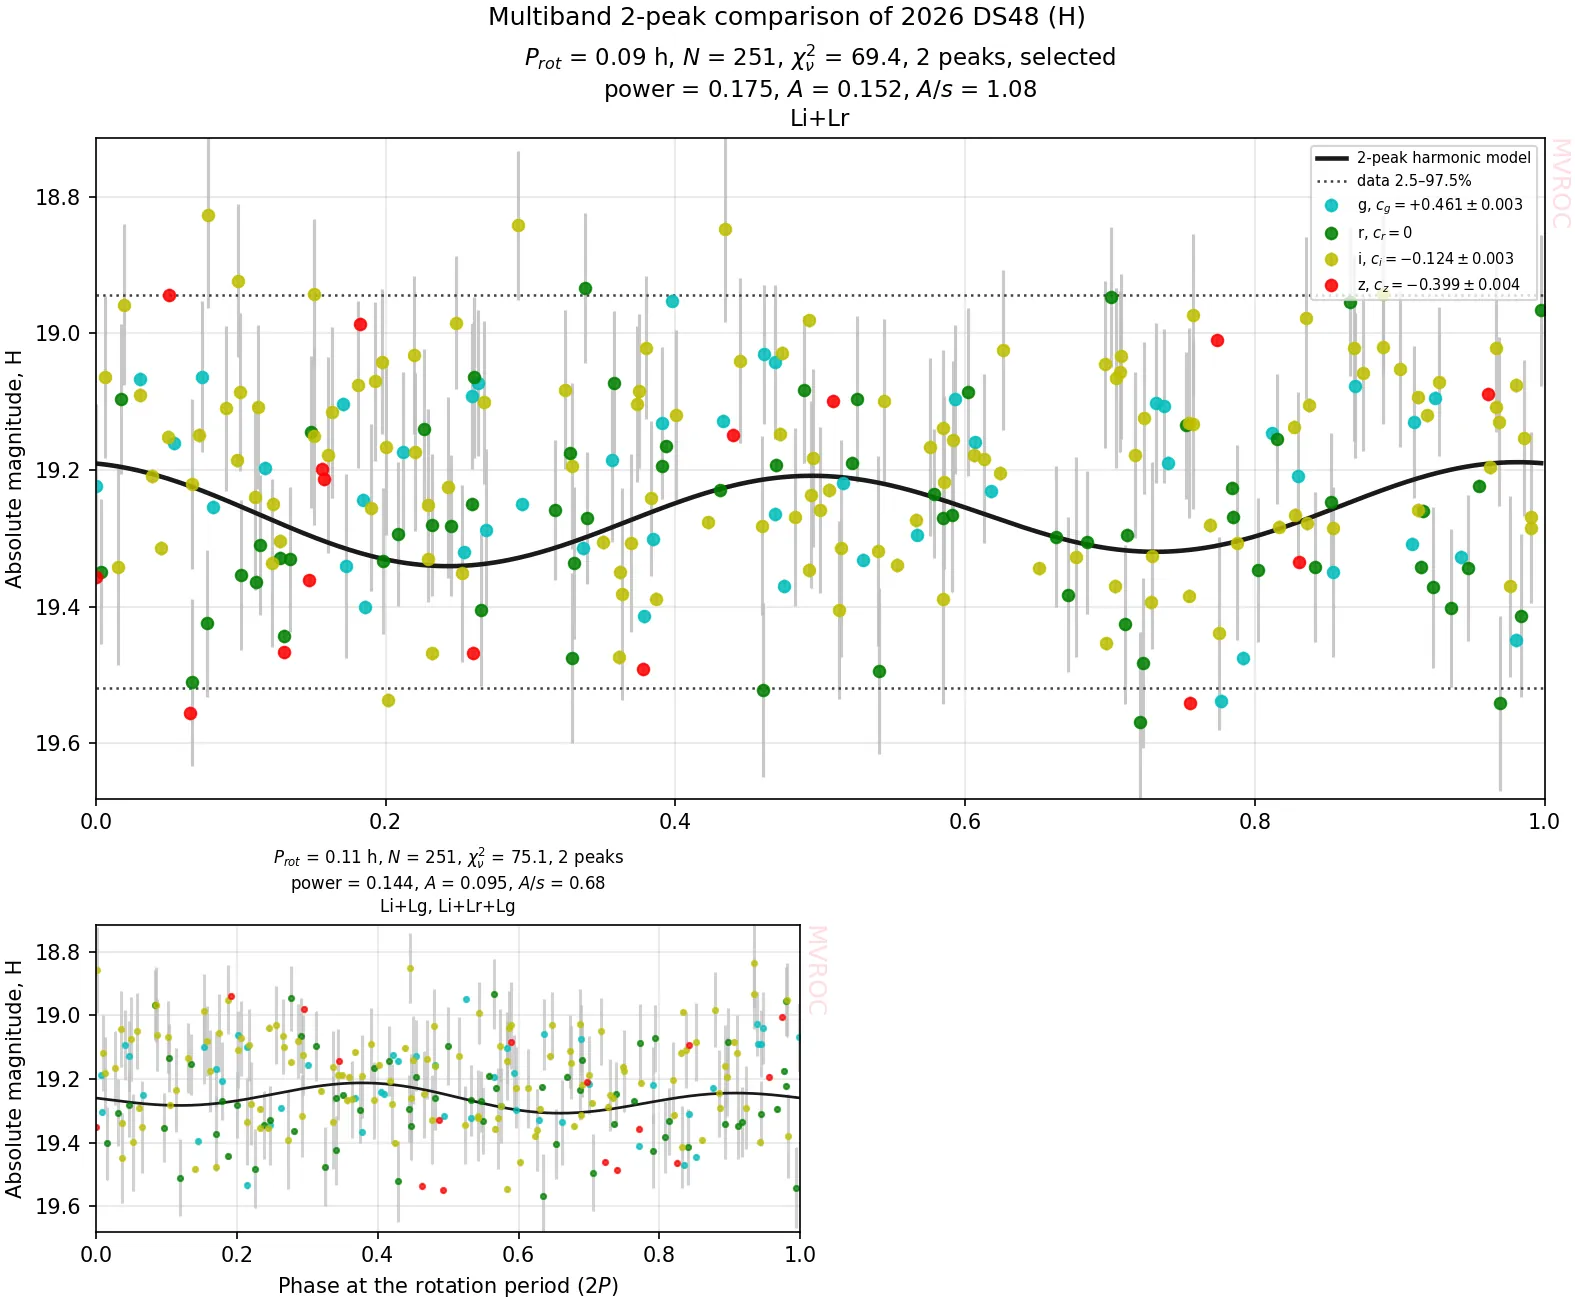 Multiband 2-peak comparison of 2026 DS48 (H)
P_rot = 0.09 h, N = 251, χ²_ν = 69.4, 2 peaks, selected
power = 0.175, A = 0.152, A/s = 1.08
Li+Lr
MVROC
2-peak harmonic model
data 2.5–97.5%
g, c_g = +0.461 ± 0.003
r, c_r = 0
i, c_i = −0.124 ± 0.003
z, c_z = −0.399 ± 0.004
Absolute magnitude, H
18.8
19.0
19.2
19.4
19.6
0.0 0.2 0.4 0.6 0.8 1.0
P_rot = 0.11 h, N = 251, χ²_ν = 75.1, 2 peaks
power = 0.144, A = 0.095, A/s = 0.68
Li+Lg, Li+Lr+Lg
MVROC
Absolute magnitude, H
18.8
19.0
19.2
19.4
19.6
0.0 0.2 0.4 0.6 0.8 1.0
Phase at the rotation period (2P)